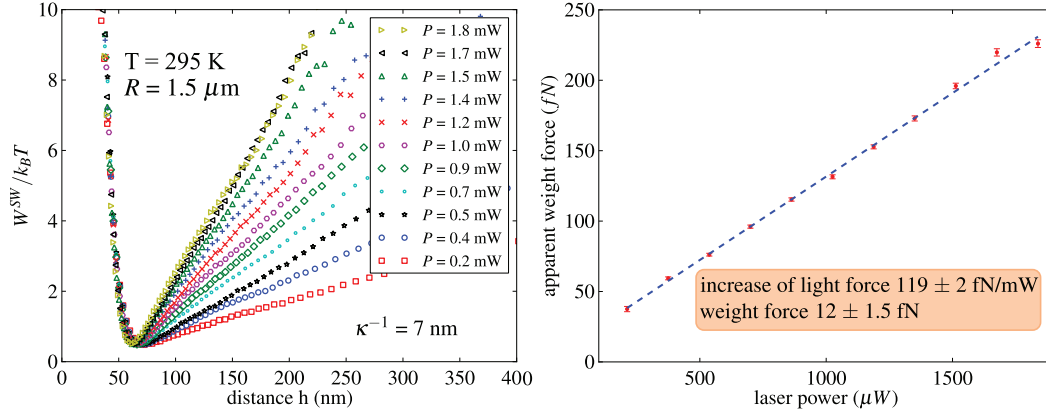 10
8
6
4
2
0
W^{SW}/k_BT
0 50 100 150 200 250 300 350 400
distance h (nm)
T = 295 K
R = 1.5 μm
κ^{-1} = 7 nm
P = 1.8 mW
P = 1.7 mW
P = 1.5 mW
P = 1.4 mW
P = 1.2 mW
P = 1.0 mW
P = 0.9 mW
P = 0.7 mW
P = 0.5 mW
P = 0.4 mW
P = 0.2 mW
250
200
150
100
50
0
apparent weight force (fN)
500 1000 1500
laser power (μW)
increase of light force 119 ± 2 fN/mW
weight force 12 ± 1.5 fN